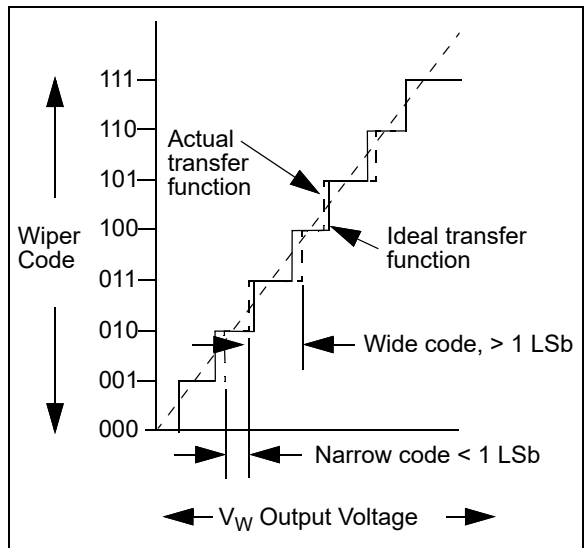 111
110
Actual
transfer
function
101
100
Wiper
Code
Ideal transfer
function
011
010
Wide code, > 1 LSb
001
000
Narrow code < 1 LSb
VW Output Voltage